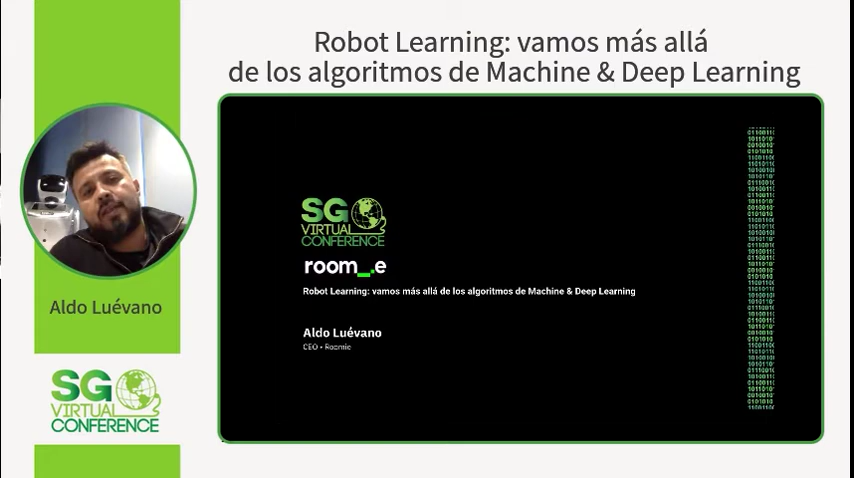 Robot Learning: vamos más allá
de los algoritmos de Machine & Deep Learning
Aldo Luévano
SG
VIRTUAL
CONFERENCE
SG
VIRTUAL
CONFERENCE
room_.e
Robot Learning: vamos más allá de los algoritmos de Machine & Deep Learning
Aldo Luévano
CEO • Roomie